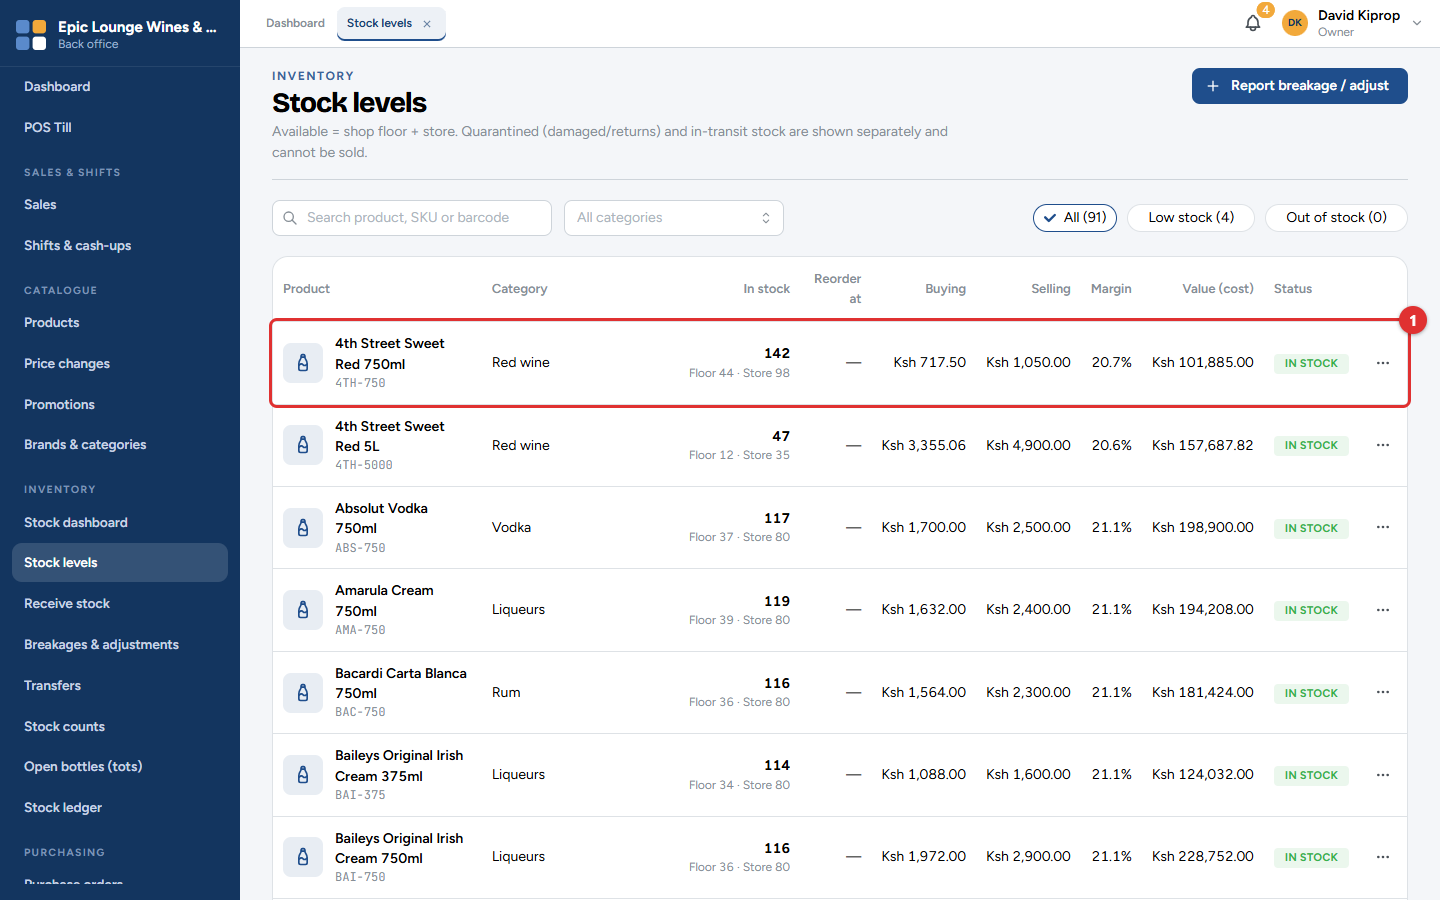 Epic Lounge Wines & ...
Back office
Dashboard
POS Till
SALES & SHIFTS
Sales
Shifts & cash-ups
CATALOGUE
Products
Price changes
Promotions
Brands & categories
INVENTORY
Stock dashboard
Stock levels
Receive stock
Breakages & adjustments
Transfers
Stock counts
Open bottles (tots)
Stock ledger
PURCHASING
Purchase orders
Dashboard
Stock levels ×
4
DK
David Kiprop
Owner
INVENTORY
Stock levels
Available = shop floor + store. Quarantined (damaged/returns) and in-transit stock are shown separately and
cannot be sold.
+ Report breakage / adjust
Search product, SKU or barcode
All categories
All (91)
Low stock (4)
Out of stock (0)
Product Category In stock Reorder at Buying Selling Margin Value (cost) Status
1
4th Street Sweet
Red 750ml
4TH-750
Red wine
142
Floor 44 · Store 98
— Ksh 717.50 Ksh 1,050.00 20.7% Ksh 101,885.00 IN STOCK ...
4th Street Sweet
Red 5L
4TH-5000
Red wine
47
Floor 12 · Store 35
— Ksh 3,355.06 Ksh 4,900.00 20.6% Ksh 157,687.82 IN STOCK ...
Absolut Vodka
750ml
ABS-750
Vodka
117
Floor 37 · Store 80
— Ksh 1,700.00 Ksh 2,500.00 21.1% Ksh 198,900.00 IN STOCK ...
Amarula Cream
750ml
AMA-750
Liqueurs
119
Floor 39 · Store 80
— Ksh 1,632.00 Ksh 2,400.00 21.1% Ksh 194,208.00 IN STOCK ...
Bacardi Carta Blanca
750ml
BAC-750
Rum
116
Floor 36 · Store 80
— Ksh 1,564.00 Ksh 2,300.00 21.1% Ksh 181,424.00 IN STOCK ...
Baileys Original Irish
Cream 375ml
BAI-375
Liqueurs
114
Floor 34 · Store 80
— Ksh 1,088.00 Ksh 1,600.00 21.1% Ksh 124,032.00 IN STOCK ...
Baileys Original Irish
Cream 750ml
BAI-750
Liqueurs
116
Floor 36 · Store 80
— Ksh 1,972.00 Ksh 2,900.00 21.1% Ksh 228,752.00 IN STOCK ...